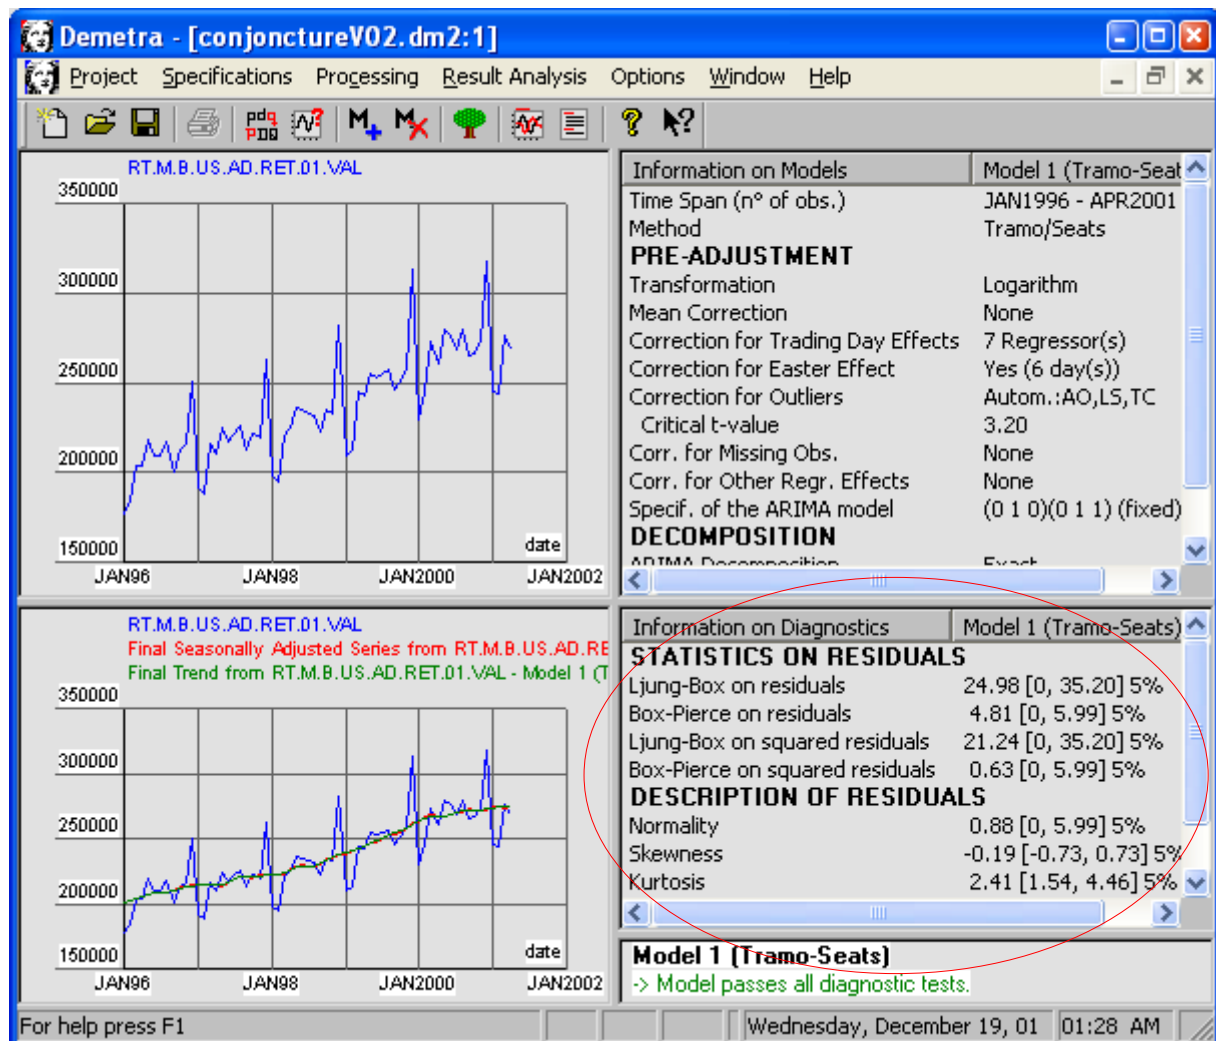 Demetra - [conjonctureV02.dm2:1]
Project Specifications Processing Result Analysis Options Window Help
pdq
PDQ
M+ M
RT.M.B.US.AD.RET.01.VAL
350000
300000
250000
200000
150000
date
JAN96 JAN98 JAN2000 JAN2002
Information on Models Model 1 (Tramo-Seat
Time Span (n° of obs.) JAN1996 - APR2001
Method Tramo/Seats
PRE-ADJUSTMENT
Transformation Logarithm
Mean Correction None
Correction for Trading Day Effects 7 Regressor(s)
Correction for Easter Effect Yes (6 day(s))
Correction for Outliers Autom.:AO,LS,TC
Critical t-value 3.20
Corr. for Missing Obs. None
Corr. for Other Regr. Effects None
Specif. of the ARIMA model (0 1 0)(0 1 1) (fixed)
DECOMPOSITION
ARIMA Decomposition Exact
RT.M.B.US.AD.RET.01.VAL
Final Seasonally Adjusted Series from RT.M.B.US.AD.RE
Final Trend from RT.M.B.US.AD.RET.01.VAL - Model 1 (T
350000
300000
250000
200000
150000
date
JAN96 JAN98 JAN2000 JAN2002
Information on Diagnostics Model 1 (Tramo-Seats)
STATISTICS ON RESIDUALS
Ljung-Box on residuals 24.98 [0, 35.20] 5%
Box-Pierce on residuals 4.81 [0, 5.99] 5%
Ljung-Box on squared residuals 21.24 [0, 35.20] 5%
Box-Pierce on squared residuals 0.63 [0, 5.99] 5%
DESCRIPTION OF RESIDUALS
Normality 0.88 [0, 5.99] 5%
Skewness -0.19 [-0.73, 0.73] 5%
Kurtosis 2.41 [1.54, 4.46] 5%
Model 1 (Tramo-Seats)
-> Model passes all diagnostic tests.
For help press F1 Wednesday, December 19, 01 01:28 AM